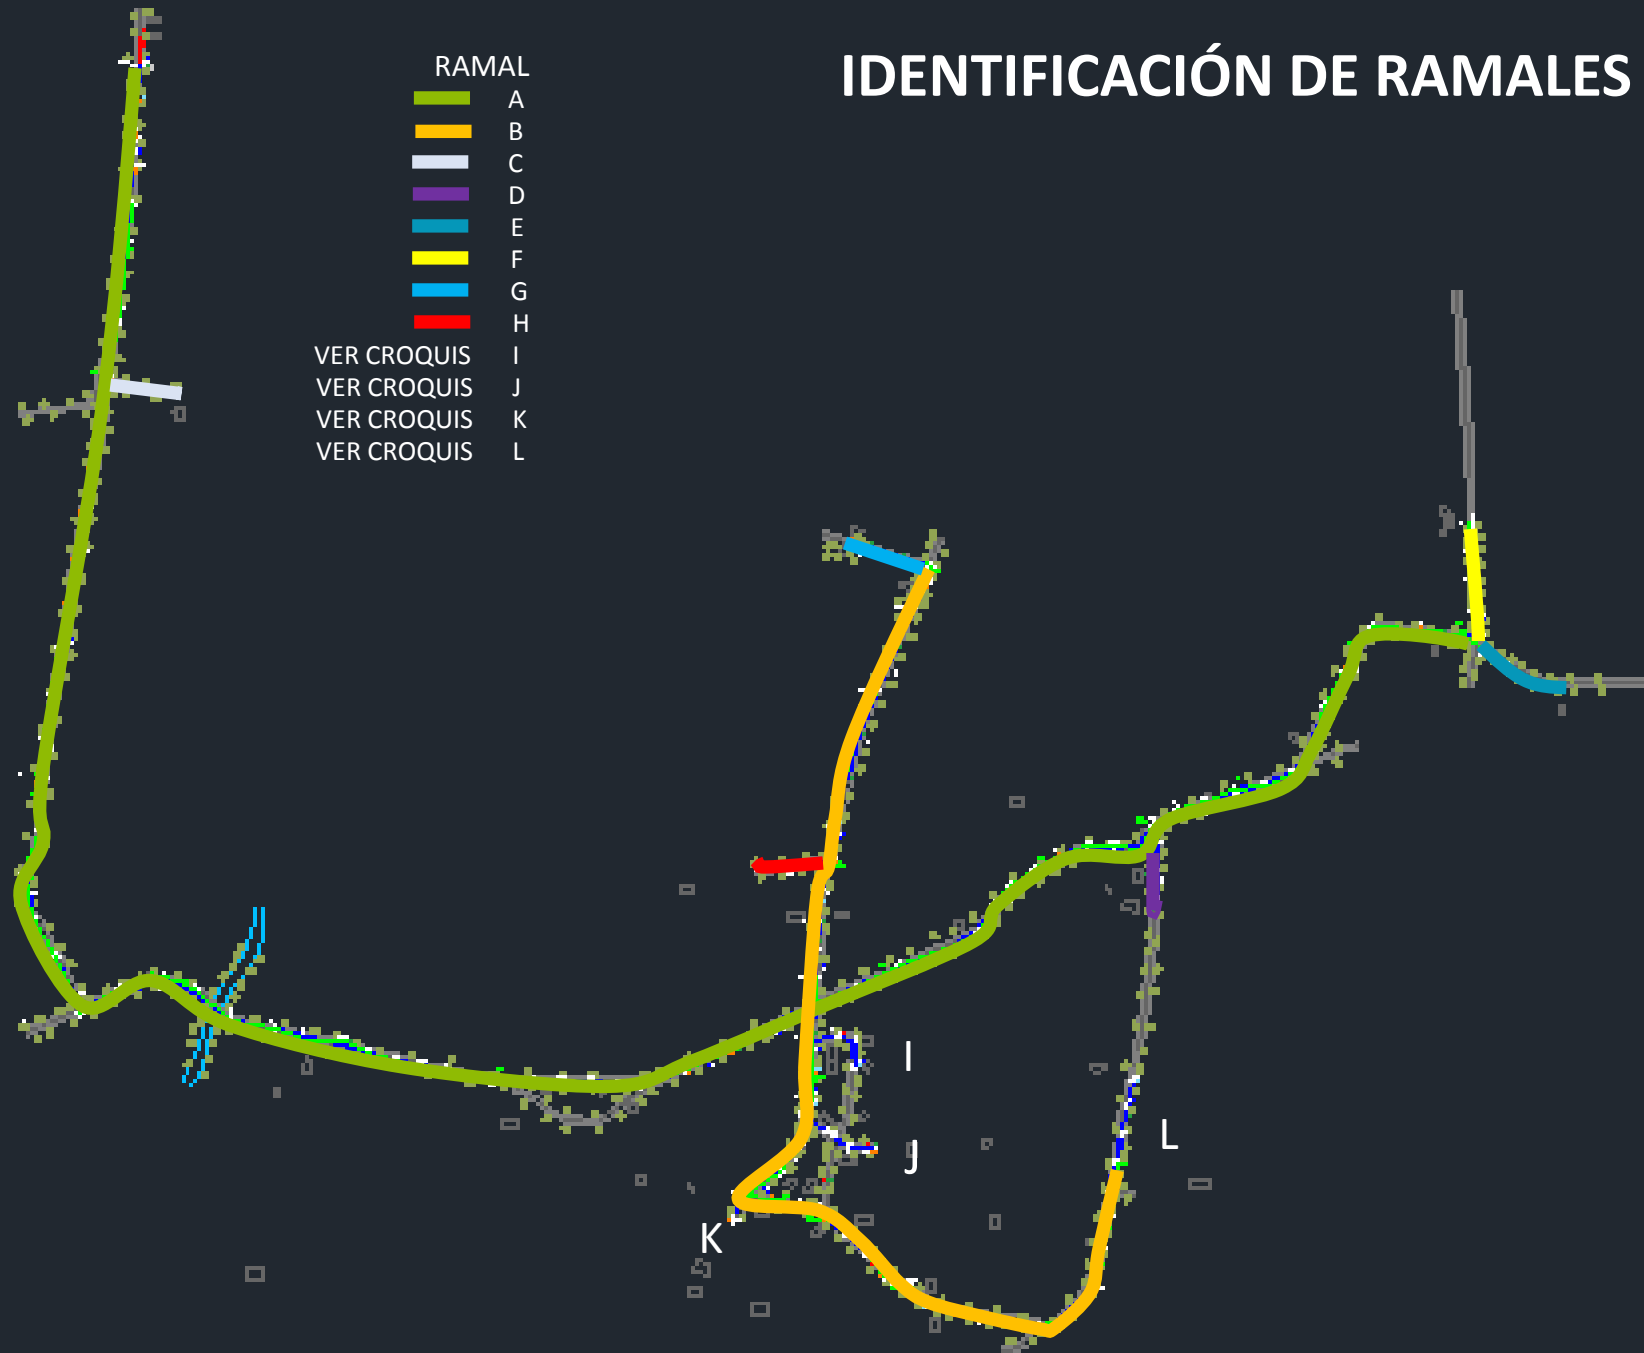 IDENTIFICACIÓN DE RAMALES
RAMAL
A
B
C
D
E
F
G
H
VER CROQUIS I
VER CROQUIS J
VER CROQUIS K
VER CROQUIS L
I
J
L
K